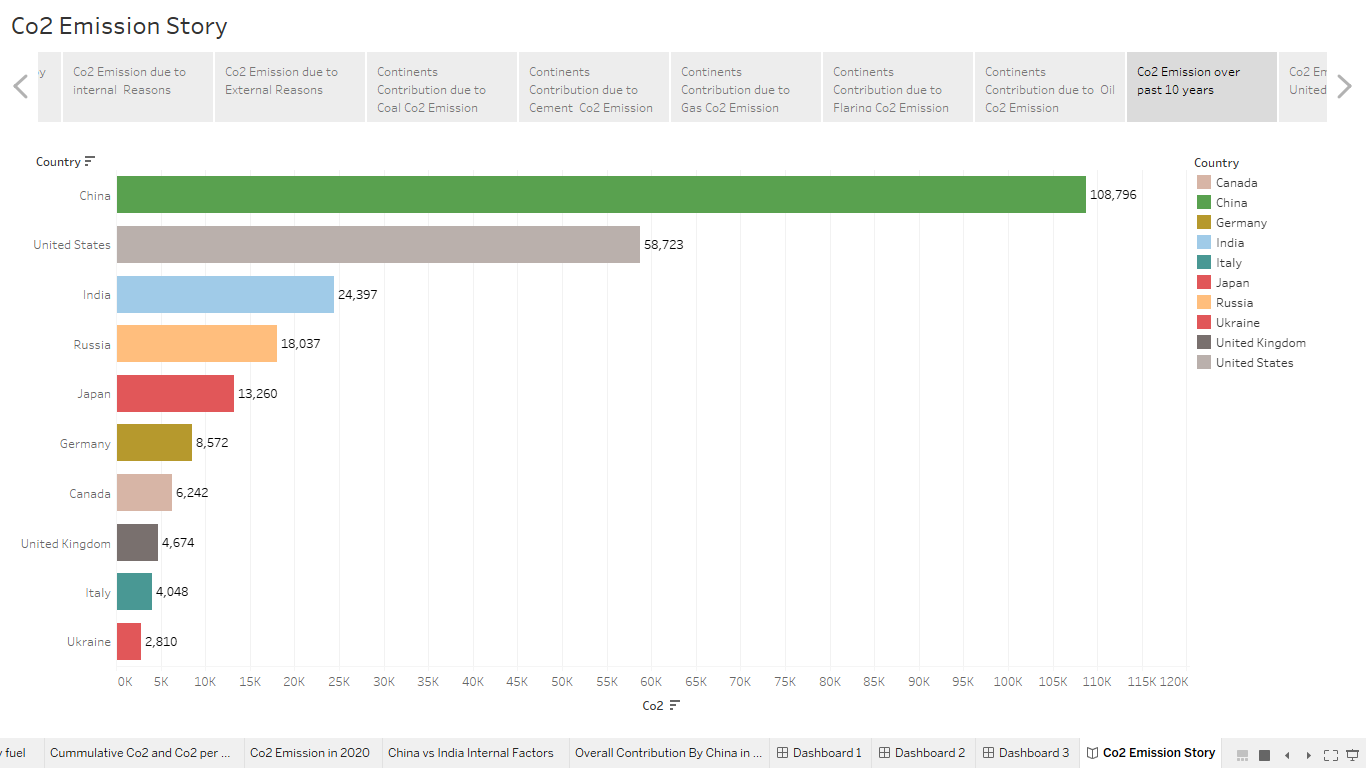 Co2 Emission Story
y
Co2 Emission due to
internal  Reasons
Co2 Emission due to
External Reasons
Continents
Contribution due to
Coal Co2 Emission
Continents
Contribution due to
Cement  Co2 Emission
Continents
Contribution due to
Gas Co2 Emission
Continents
Contribution due to
Flaring Co2 Emission
Continents
Contribution due to  Oil
Co2 Emission
Co2 Emission over
past 10 years
Co2 Em
United
Country
China
108,796
United States
58,723
India
24,397
Russia
18,037
Japan
13,260
Germany
8,572
Canada
6,242
United Kingdom
4,674
Italy
4,048
Ukraine
2,810
0K 5K 10K 15K 20K 25K 30K 35K 40K 45K 50K 55K 60K 65K 70K 75K 80K 85K 90K 95K 100K 105K 110K 115K 120K
Co2
Country
Canada
China
Germany
India
Italy
Japan
Russia
Ukraine
United Kingdom
United States
y fuel
Cummulative Co2 and Co2 per ...
Co2 Emission in 2020
China vs India Internal Factors
Overall Contribution By China in ...
Dashboard 1
Dashboard 2
Dashboard 3
Co2 Emission Story